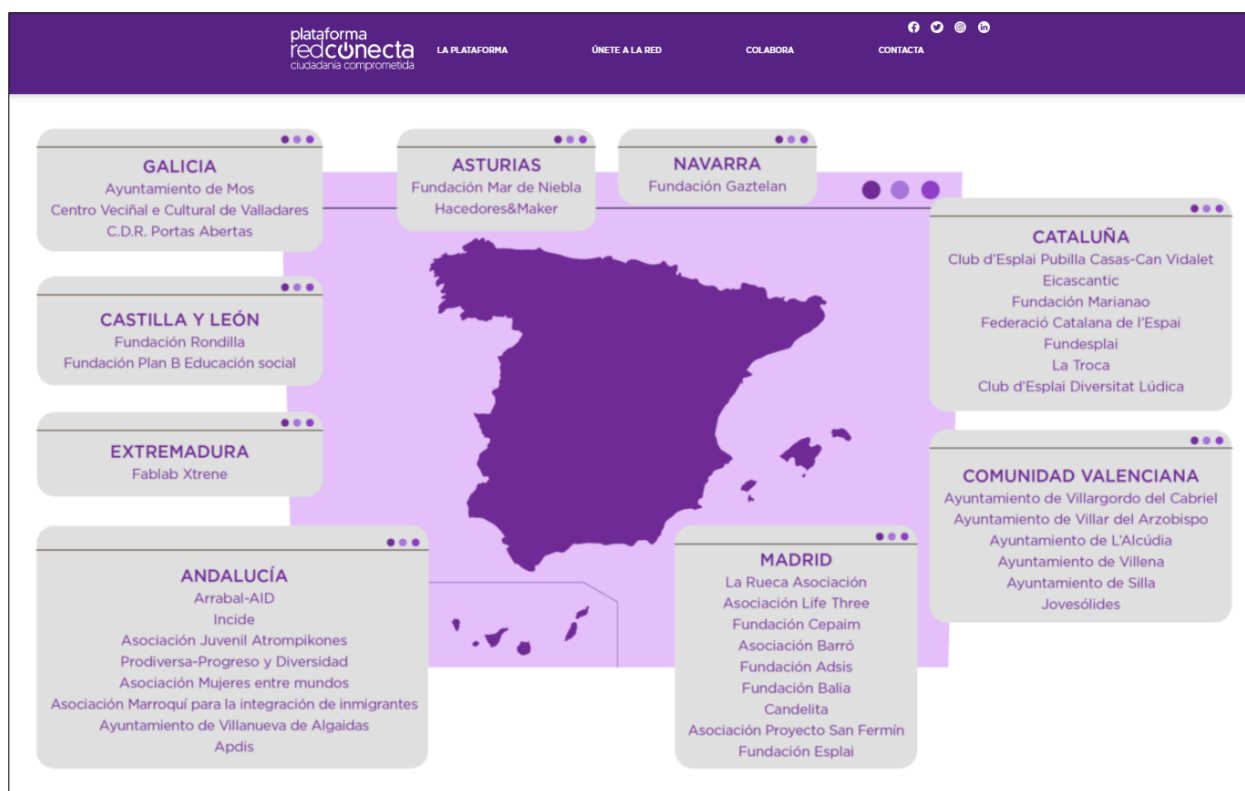 plataforma
redconecta
ciudadanía comprometida
LA PLATAFORMA
ÚNETE A LA RED
COLABORA
CONTACTA
GALICIA
Ayuntamiento de Mos
Centro Veciñal e Cultural de Valladares
C.D.R. Portas Abertas
ASTURIAS
Fundación Mar de Niebla
Hacedores&Maker
NAVARRA
Fundación Gaztelan
CATALUÑA
Club d'Esplai Pubilla Casas-Can Vidalet
Eicascantic
Fundación Marianao
Federació Catalana de l'Espai
Fundesplai
La Troca
Club d'Esplai Diversitat Lúdica
CASTILLA Y LEÓN
Fundación Rondilla
Fundación Plan B Educación social
EXTREMADURA
Fablab Xtrene
COMUNIDAD VALENCIANA
Ayuntamiento de Villargordo del Cabriel
Ayuntamiento de Villar del Arzobispo
Ayuntamiento de L'Alcúdia
Ayuntamiento de Villena
Ayuntamiento de Silla
Jovesólides
ANDALUCÍA
Arrabal-AID
Incide
Asociación Juvenil Atrompikones
Prodiversa-Progreso y Diversidad
Asociación Mujeres entre mundos
Asociación Marroquí para la integración de inmigrantes
Ayuntamiento de Villanueva de Algaidas
Apdis
MADRID
La Rueca Asociación
Asociación Life Three
Fundación Cepaim
Asociación Barró
Fundación Adsis
Fundación Balia
Candelita
Asociación Proyecto San Fermín
Fundación Esplai